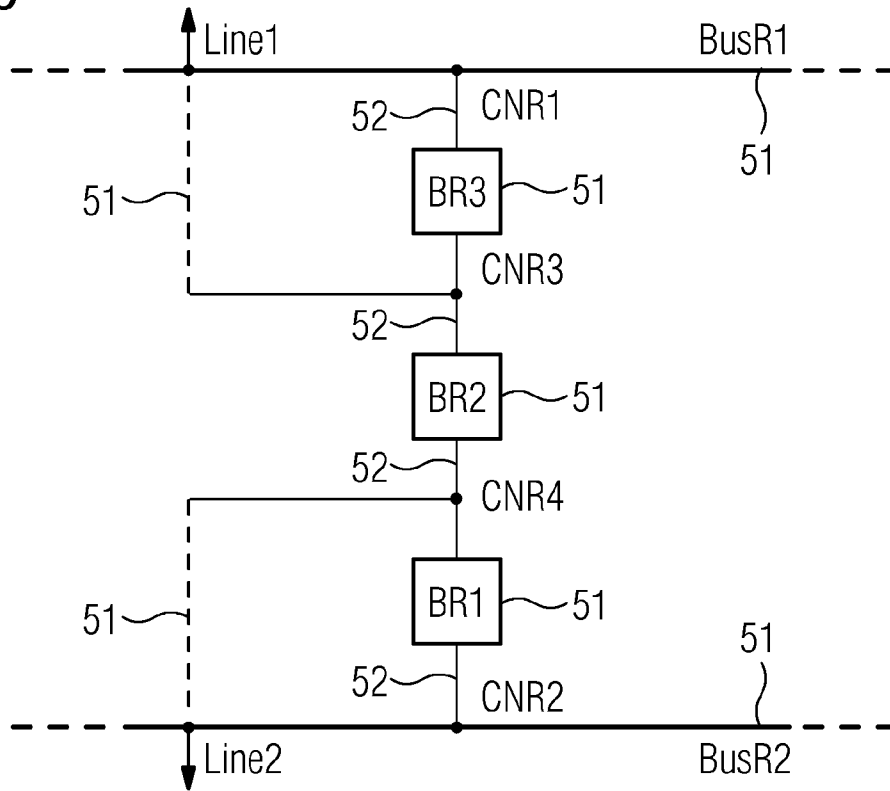 Line1 BusR1
52 CNR1
51
51 BR3 51
CNR3
52
BR2 51
52
CNR4
51 BR1 51
51
52 CNR2
Line2 BusR2